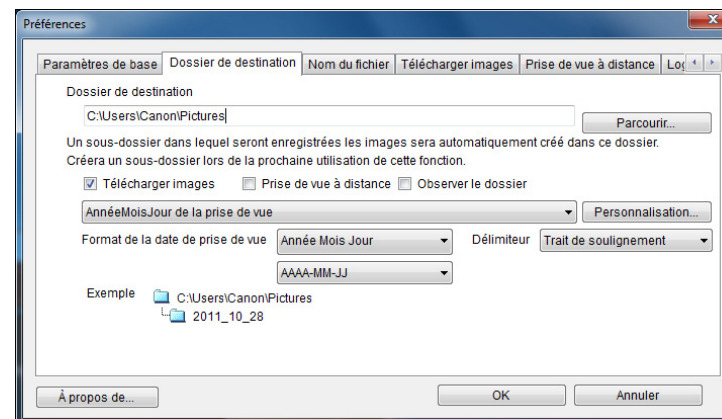 Préférences
Paramètres de base Dossier de destination Nom du fichier Télécharger images Prise de vue à distance
Dossier de destination
C:\Users\Canon\Pictures
Parcourir...
Un sous-dossier dans lequel seront enregistrées les images sera automatiquement créé dans ce dossier.
Créera un sous-dossier lors de la prochaine utilisation de cette fonction.
Télécharger images Prise de vue à distance Observer le dossier
AnnéeMoisJour de la prise de vue Personnalisation...
Format de la date de prise de vue Année Mois Jour Délimiteur Trait de soulignement
AAAA-MM-JJ
Exemple C:\Users\Canon\Pictures
2011_10_28
À propos de... OK Annuler